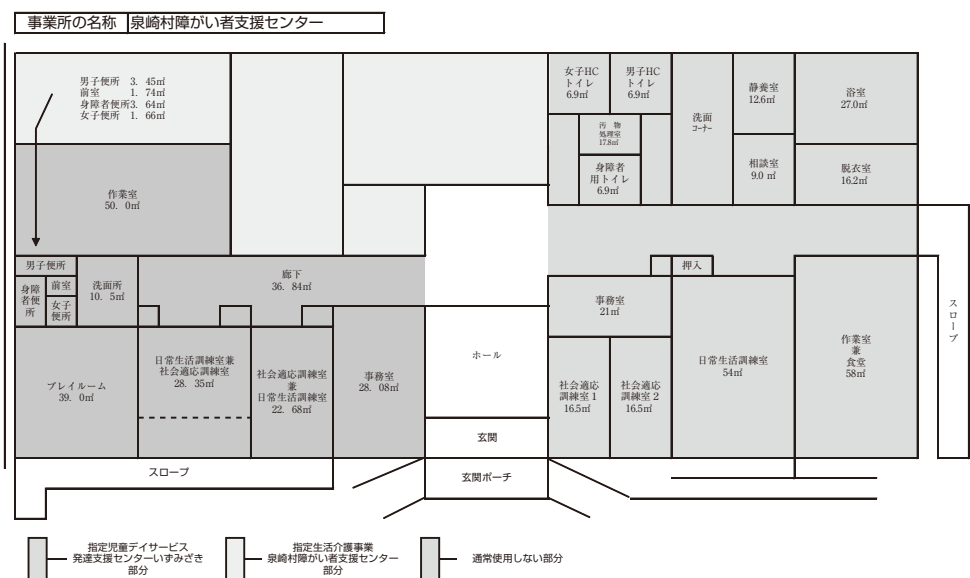 事業所の名称 泉崎村障がい者支援センター
男子便所 3. 45㎡
前室 1. 74㎡
身障者便所3. 64㎡
女子便所 1. 66㎡
作業室
50. 0㎡
男子便所
身障
者便
所
前室
女子
便所
洗面所
10. 5㎡
廊下
36. 84㎡
プレイルーム
39. 0㎡
日常生活訓練室兼
社会適応訓練室
28. 35㎡
社会適応訓練室
兼
日常生活訓練室
22. 68㎡
事務室
28. 08㎡
ホール
玄関
玄関ポーチ
スロープ
女子HC
トイレ
6.9㎡
男子HC
トイレ
6.9㎡
汚 物
処理室
17.8㎡
身障者
用トイレ
6.9㎡
洗面
コーナー
静養室
12.6㎡
相談室
9.0 ㎡
浴室
27.0㎡
脱衣室
16.2㎡
押入
事務室
21㎡
社会適応
訓練室1
16.5㎡
社会適応
訓練室2
16.5㎡
日常生活訓練室
54㎡
作業室
兼
食堂
58㎡
スロープ
指定児童デイサービス
発達支援センターいずみざき
部分
指定生活介護事業
泉崎村障がい者支援センター
部分
通常使用しない部分